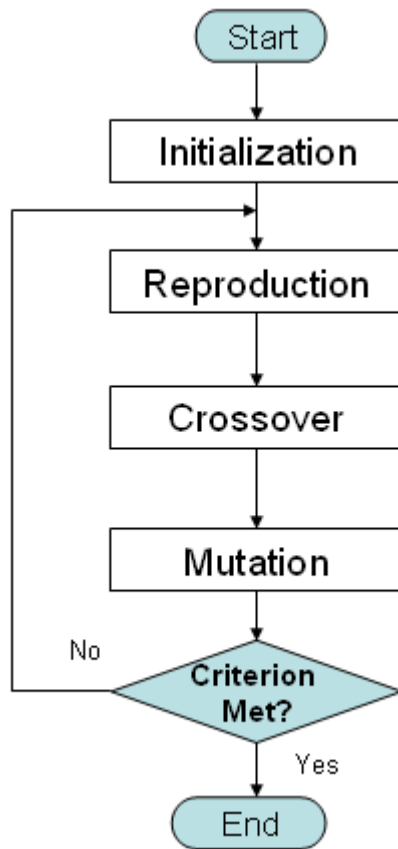 Start
Initialization
Reproduction
Crossover
Mutation
No
Criterion
Met?
Yes
End